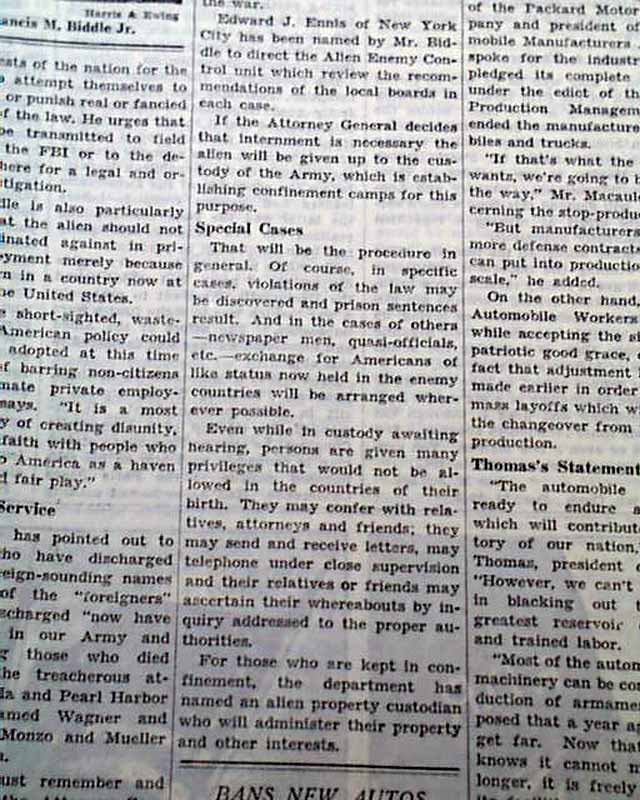 Harris & Ewing
ancis M. Biddle Jr.
ests of the nation for the
attempt themselves to
or punish real or fancied
of the law. He urges that
be transmitted to field
the FBI or to the de-
here for a legal and or-
tigation.
dle is also particularly
at the alien should not
inated against in pri-
yment merely because
rn in a country now at
he United States.
e short-sighted, waste-
American policy could
adopted at this time
of barring non-citizens
mate private employ-
says. "It is a most
y of creating disunity,
faith with people who
o America as a haven
d fair play."
Service
has pointed out to
who have discharged
reign-sounding names
of the "foreigners"
scharged "now have
in our Army and
g those who died
he treacherous at-
la and Pearl Harbor
amed Wagner and
Monzo and Mueller
ust remember and
the war.
Edward J. Ennis of New York
City has been named by Mr. Bid-
dle to direct the Alien Enemy Con-
trol unit which review the recom-
mendations of the local boards in
each case.
If the Attorney General decides
that internment is necessary the
alien will be given up to the cus-
tody of the Army, which is estab-
lishing confinement camps for this
purpose.
Special Cases
That will be the procedure in
general. Of course, in specific
cases, violations of the law may
be discovered and prison sentences
result. And in the cases of others
—newspaper men, quasi-officials,
etc.—exchange for Americans of
like status now held in the enemy
countries will be arranged wher-
ever possible.
Even while in custody awaiting
hearing, persons are given many
privileges that would not be al-
lowed in the countries of their
birth. They may confer with rela-
tives, attorneys and friends; they
may send and receive letters, may
telephone under close supervision
and their relatives or friends may
ascertain their whereabouts by in-
quiry addressed to the proper au-
thorities.
For those who are kept in con-
finement, the department has
named an alien property custodian
who will administer their property
and other interests.
BANS NEW AUTOS
of the Packard Motor
pany and president of
mobile Manufacturers
spoke for the industr
pledged its complete
under the edict of th
Production Managem
ended the manufacture
biles and trucks.
"If that's what the
wants, we're going to b
the way," Mr. Macaul
cerning the stop-produc
"But manufacturers
more defense contract
can put into productio
scale," he added.
On the other hand,
Automobile Workers
while accepting the si
patriotic good grace, 
fact that adjustment
made earlier in order
mass layoffs which w
the changeover from
production.
Thomas's Statement
"The automobile
ready to endure a
which will contribut
tory of our nation,
Thomas, president o
"However, we can't
in blacking out
greatest reservoir
and trained labor.
"Most of the autom
machinery can be con
duction of armamen
posed that a year ag
get far. Now tha
knows it cannot m
longer, it is freely